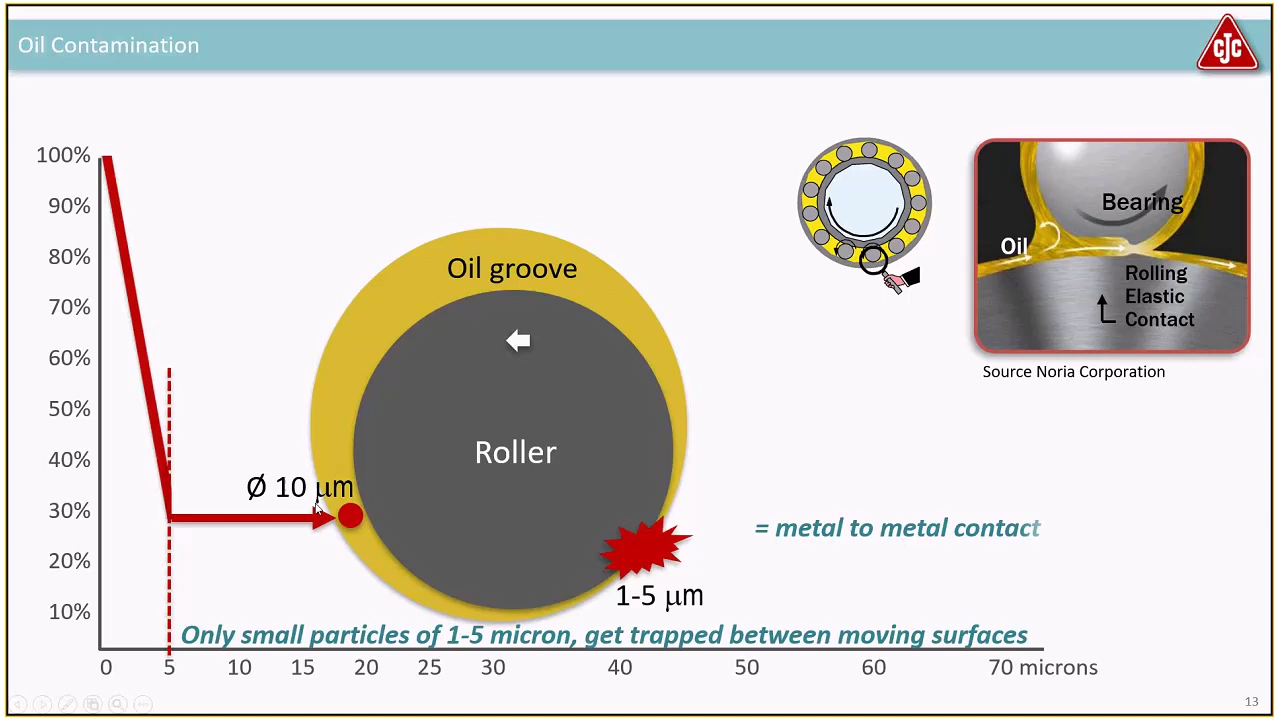 Oil Contamination
CJC
100%
90%
80%
70%
60%
50%
40%
30%
20%
10%
Oil groove
Roller
Ø 10 μm
1-5 μm
Bearing
Oil
Rolling
Elastic
Contact
Source Noria Corporation
= metal to metal contact
Only small particles of 1-5 micron, get trapped between moving surfaces
0 5 10 15 20 25 30 40 50 60 70 microns
13